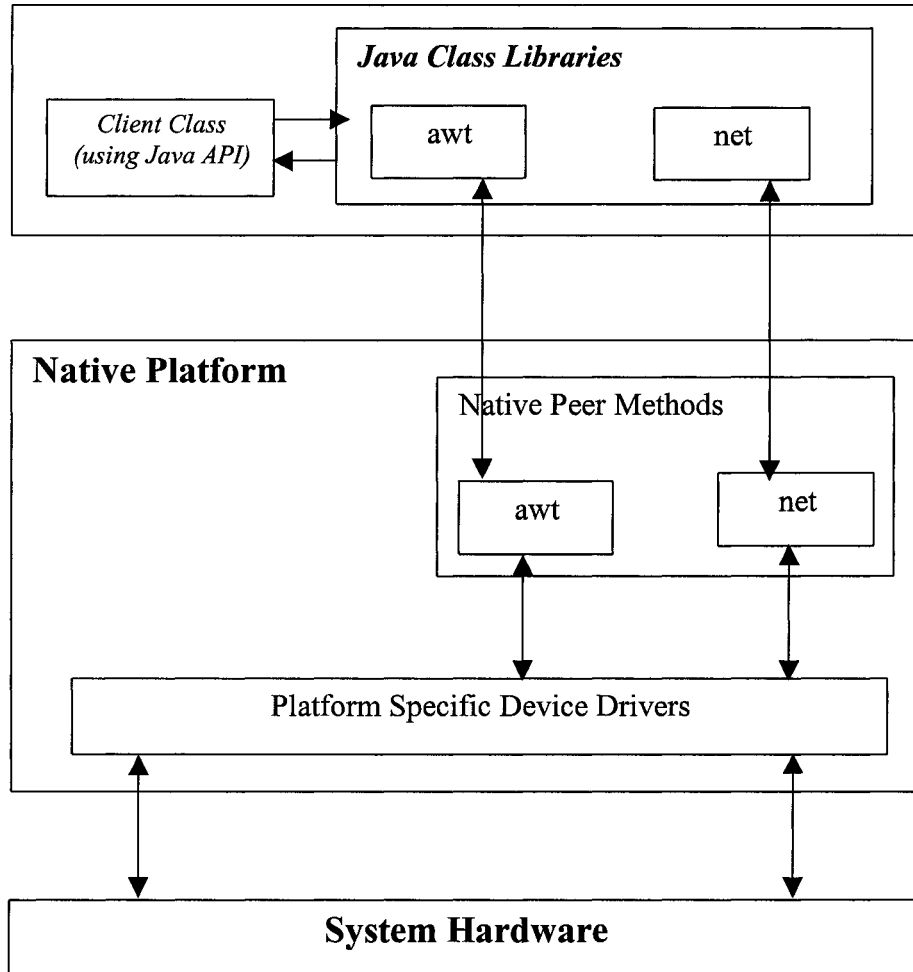 Java Class Libraries
Client Class
(using Java API)
awt
net
Native Platform
Native Peer Methods
awt
net
Platform Specific Device Drivers
System Hardware